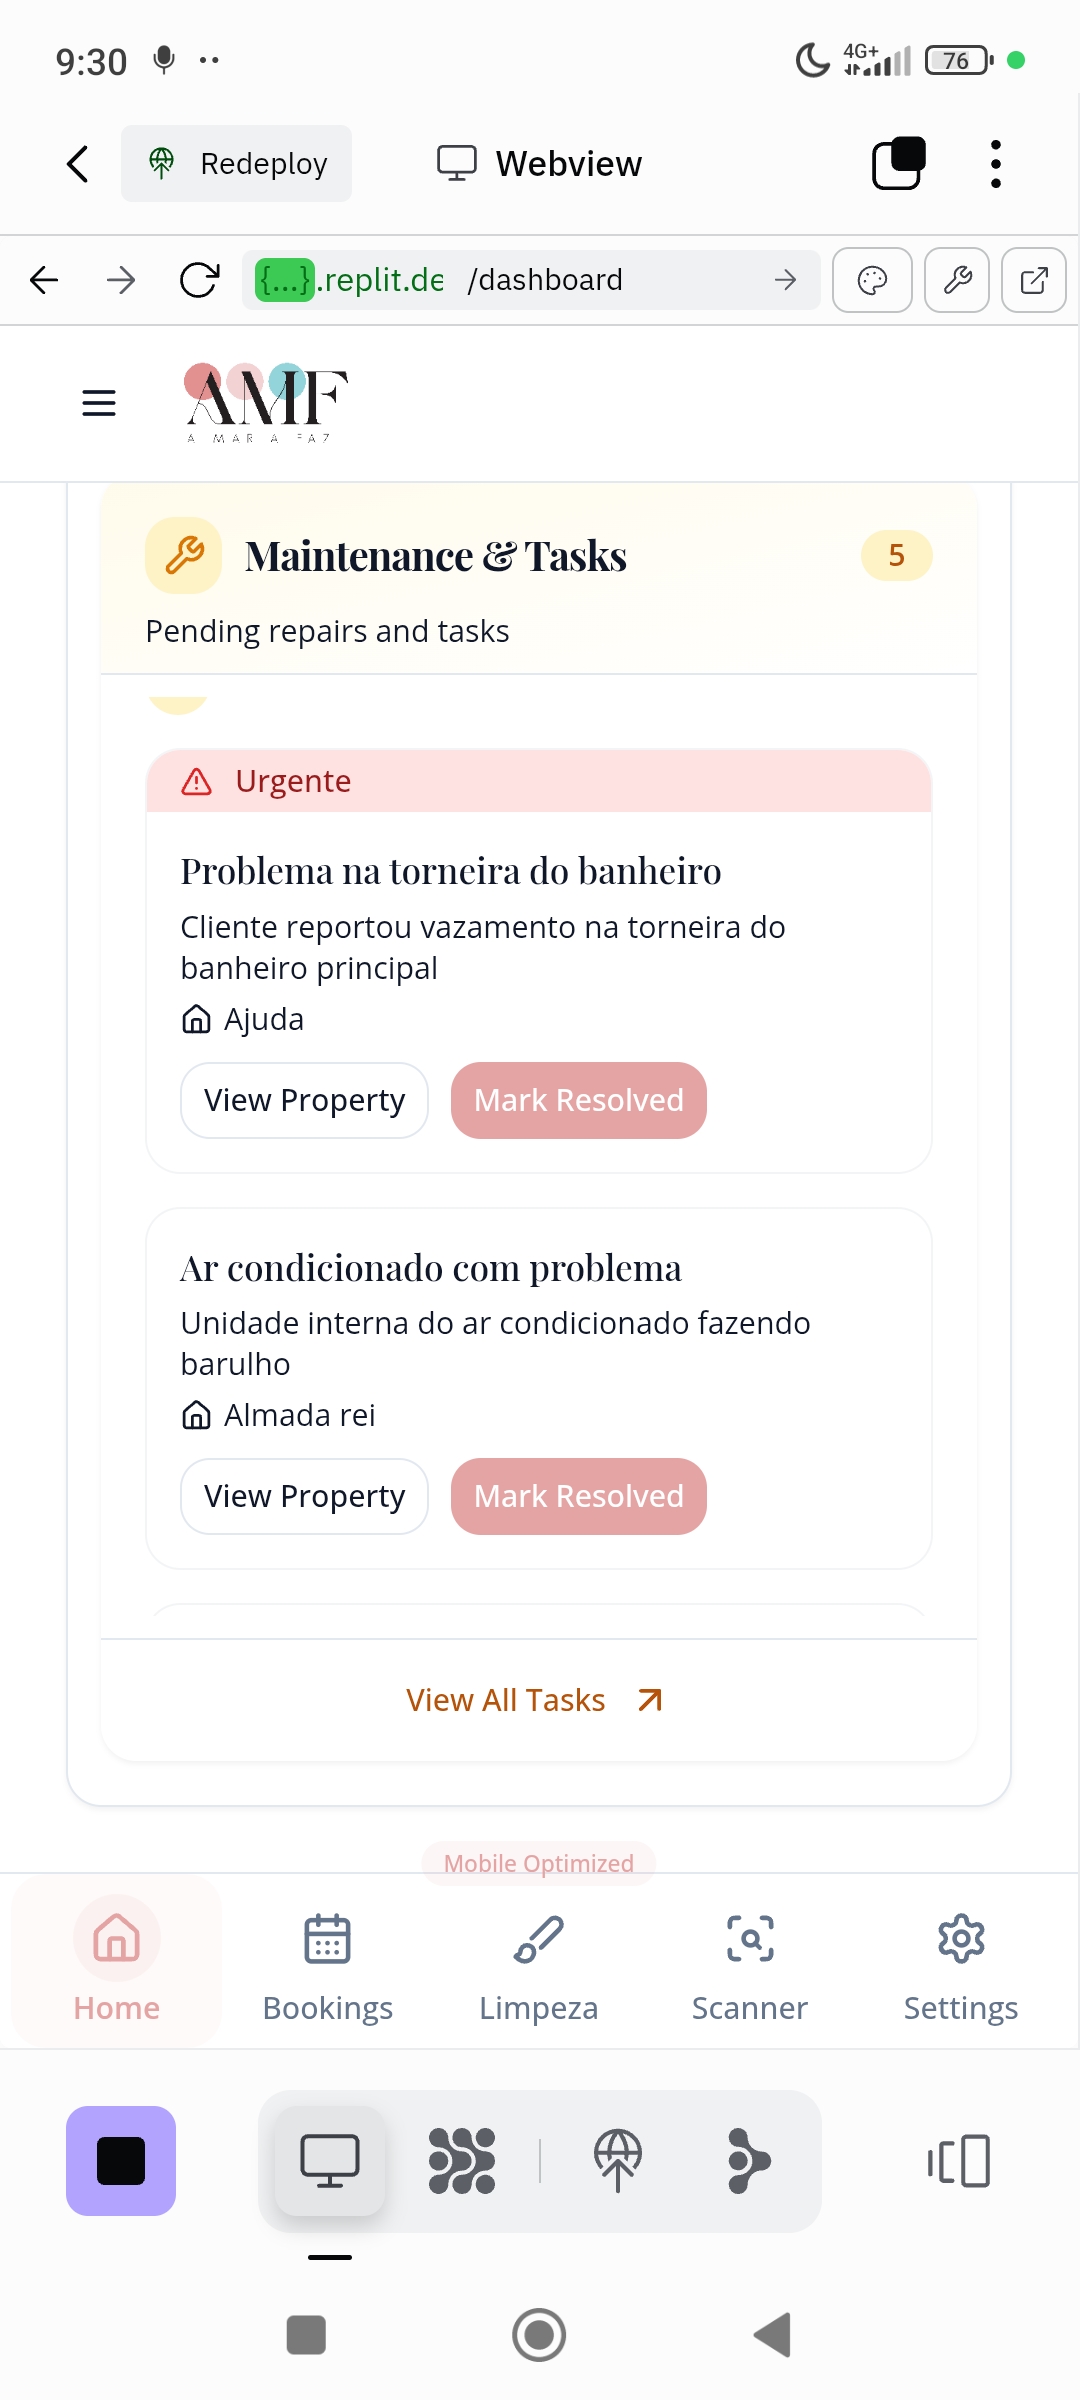 9:30
4G+
76
Redeploy
Webview
{...}.replit.de /dashboard
AMF
A MAR A FAZ
Maintenance & Tasks
5
Pending repairs and tasks
Urgente
Problema na torneira do banheiro
Cliente reportou vazamento na torneira do
banheiro principal
Ajuda
View Property
Mark Resolved
Ar condicionado com problema
Unidade interna do ar condicionado fazendo
barulho
Almada rei
View Property
Mark Resolved
View All Tasks
Mobile Optimized
Home
Bookings
Limpeza
Scanner
Settings